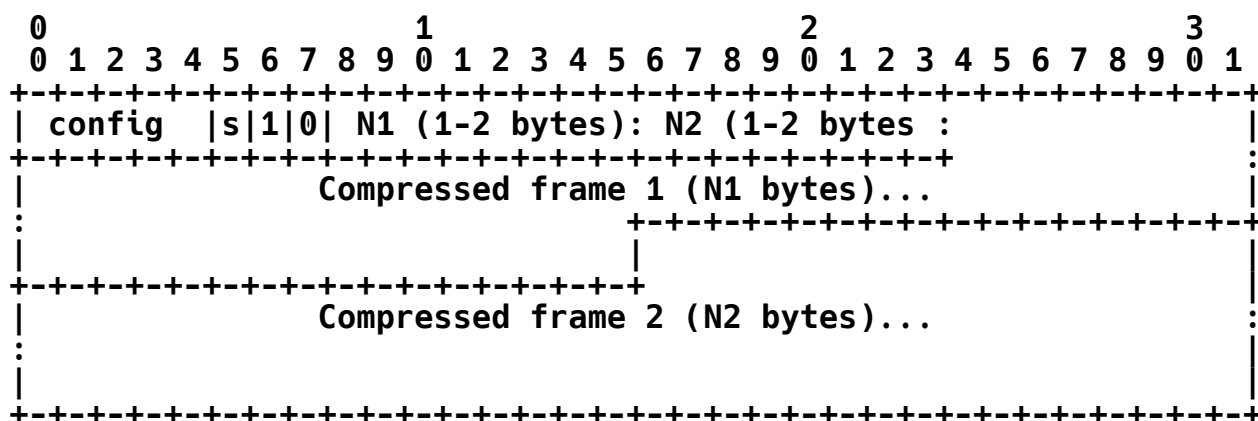 0                   1                   2                   3
 0 1 2 3 4 5 6 7 8 9 0 1 2 3 4 5 6 7 8 9 0 1 2 3 4 5 6 7 8 9 0 1
+-+-+-+-+-+-+-+-+-+-+-+-+-+-+-+-+-+-+-+-+-+-+-+-+-+-+-+-+-+-+-+-+
| config  |s|1|0| N1 (1-2 bytes): N2 (1-2 bytes :               |
+-+-+-+-+-+-+-+-+-+-+-+-+-+-+-+-+-+-+-+-+-+-+-+-+               :
|               Compressed frame 1 (N1 bytes)...                |
:                               +-+-+-+-+-+-+-+-+-+-+-+-+-+-+-+-+
|                               |                               |
+-+-+-+-+-+-+-+-+-+-+-+-+-+-+-+-+                               |
|               Compressed frame 2 (N2 bytes)...                :
:                                                               |
|                                                               |
+-+-+-+-+-+-+-+-+-+-+-+-+-+-+-+-+-+-+-+-+-+-+-+-+-+-+-+-+-+-+-+-+